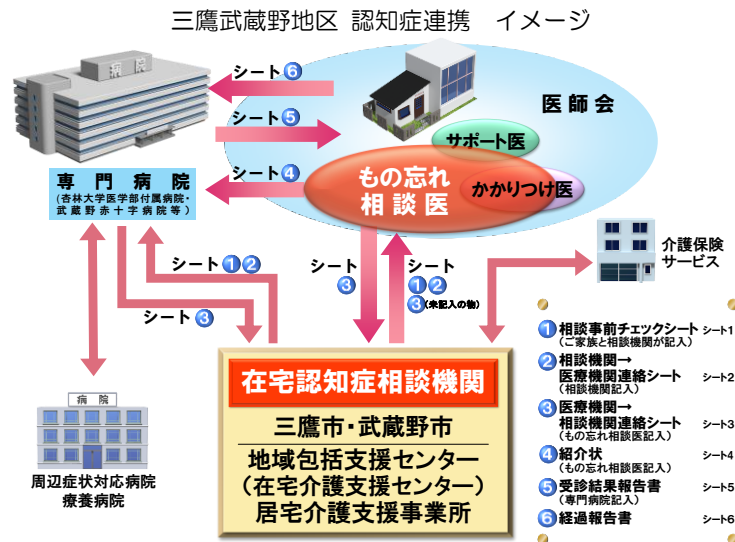 三鷹武蔵野地区 認知症連携　イメージ
病 院
シート⑥
シート⑤
シート④
医師会
サポート医
もの忘れ
相談医
かかりつけ医
専 門 病 院
(杏林大学医学部付属病院・
武蔵野赤十字病院等)
シート①②
シート③
シート
③
シート
①②
③(未記入の物)
介護保険
サービス
在宅認知症相談機関
三鷹市・武蔵野市
地域包括支援センター
(在宅介護支援センター)
居宅介護支援事業所
病 院
周辺症状対応病院
療養病院
①相談事前チェックシート シート1
(ご家族と相談機関が記入)
②相談機関→
医療機関連絡シート シート2
(相談機関記入)
③医療機関→
相談機関連絡シート シート3
(もの忘れ相談医記入)
④紹介状 シート4
(もの忘れ相談医記入)
⑤受診結果報告書 シート5
(専門病院記入)
⑥経過報告書 シート6